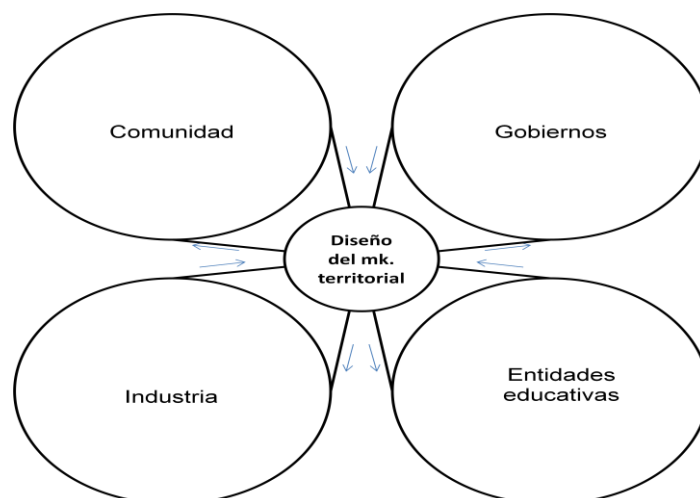 Comunidad
Gobiernos
Diseño
del mk.
territorial
Industria
Entidades
educativas